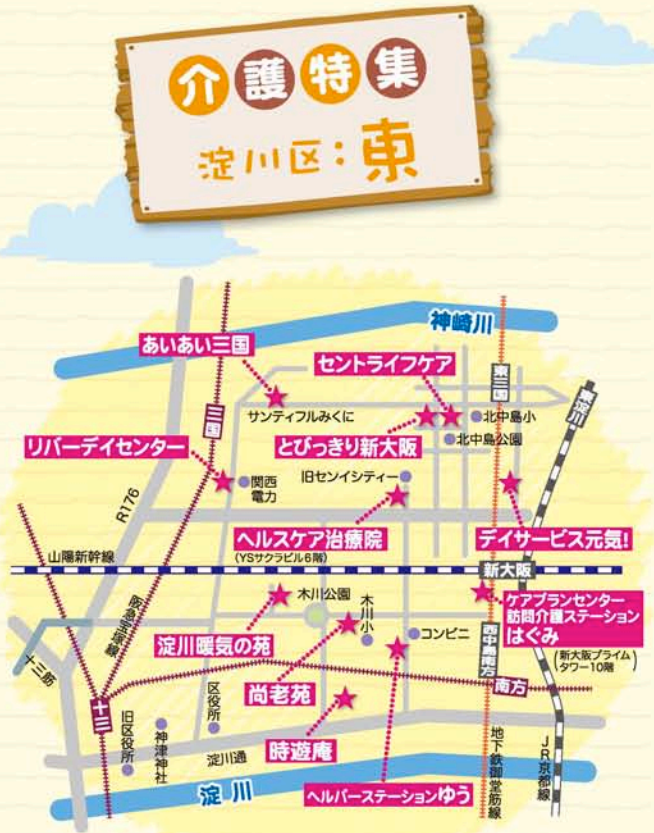 介護特集
淀川区：東
神崎川
あいあい三国
セントライフケア
東三国
東淀川
三国
サンティフルみくに
北中島小
とびっきり新大阪
北中島公園
リバーデイセンター
関西
電力
旧センイシティー
R176
ヘルスケア治療院
(YSサクラビル6階)
デイサービス元気!
山陽新幹線
新大阪
阪急宝塚線
木川公園
木川小
コンビニ
ケアプランセンター
訪問介護ステーション
はぐみ
(新大阪プライム
タワー10階)
淀川暖気の苑
西中島南方
十三筋
尚老苑
南方
十三
区役所
旧区役所
神津神社
時遊庵
淀川通
ヘルパーステーションゆう
地下鉄御堂筋線
JR京都線
淀川